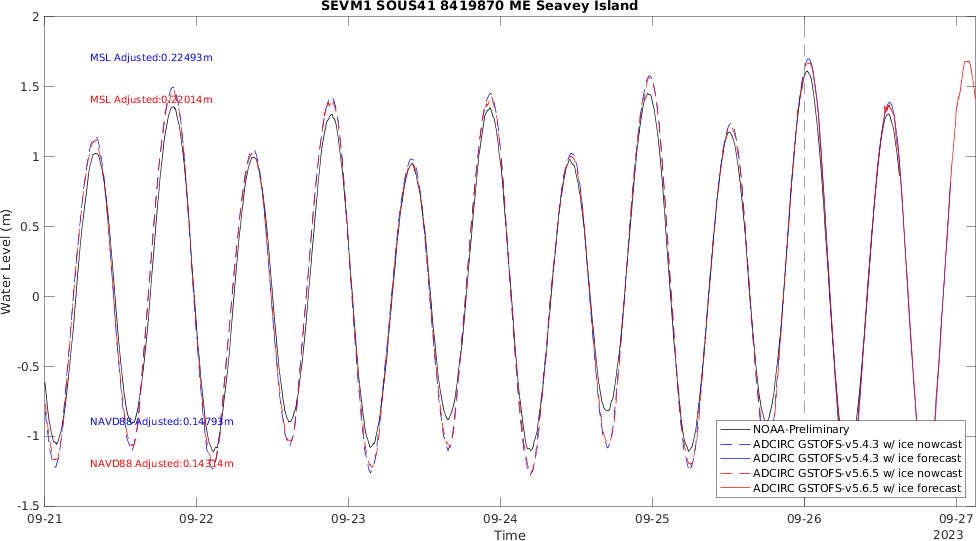 SEVM1 SOUS41 8419870 ME Seavey Island
2
1.5
1
0.5
0
-0.5
-1
-1.5
Water Level (m)
MSL Adjusted:0.22493m
MSL Adjusted:0.22014m
NAVD88 Adjusted:0.14793m
NAVD88 Adjusted:0.14314m
NOAA-Preliminary
ADCIRC GSTOFS-v5.4.3 w/ ice nowcast
ADCIRC GSTOFS-v5.4.3 w/ ice forecast
ADCIRC GSTOFS-v5.6.5 w/ ice nowcast
ADCIRC GSTOFS-v5.6.5 w/ ice forecast
09-21 09-22 09-23 09-24 09-25 09-26 09-27
Time
2023